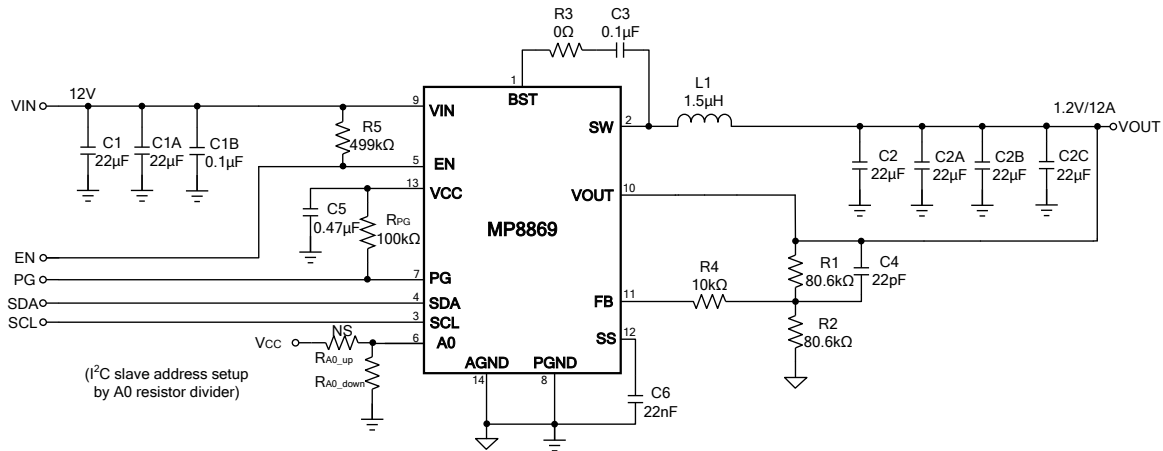 R3
0Ω
C3
0.1µF
1
BST
L1
1.5µH
VIN
12V
9
VIN
SW
2
1.2V/12A
VOUT
C1
22µF
C1A
22µF
C1B
0.1µF
R5
499kΩ
5
EN
C2
22µF
C2A
22µF
C2B
22µF
C2C
22µF
13
VCC
VOUT
10
C5
0.47µF
RPG
100kΩ
MP8869
EN
PG
7
PG
R1
80.6kΩ
C4
22pF
R4
10kΩ
SDA
4
SDA
FB
11
SCL
3
SCL
R2
80.6kΩ
VCC
NS
6
A0
SS
12
RA0_up
RA0_down
AGND
PGND
14
8
(I²C slave address setup
by A0 resistor divider)
C6
22nF